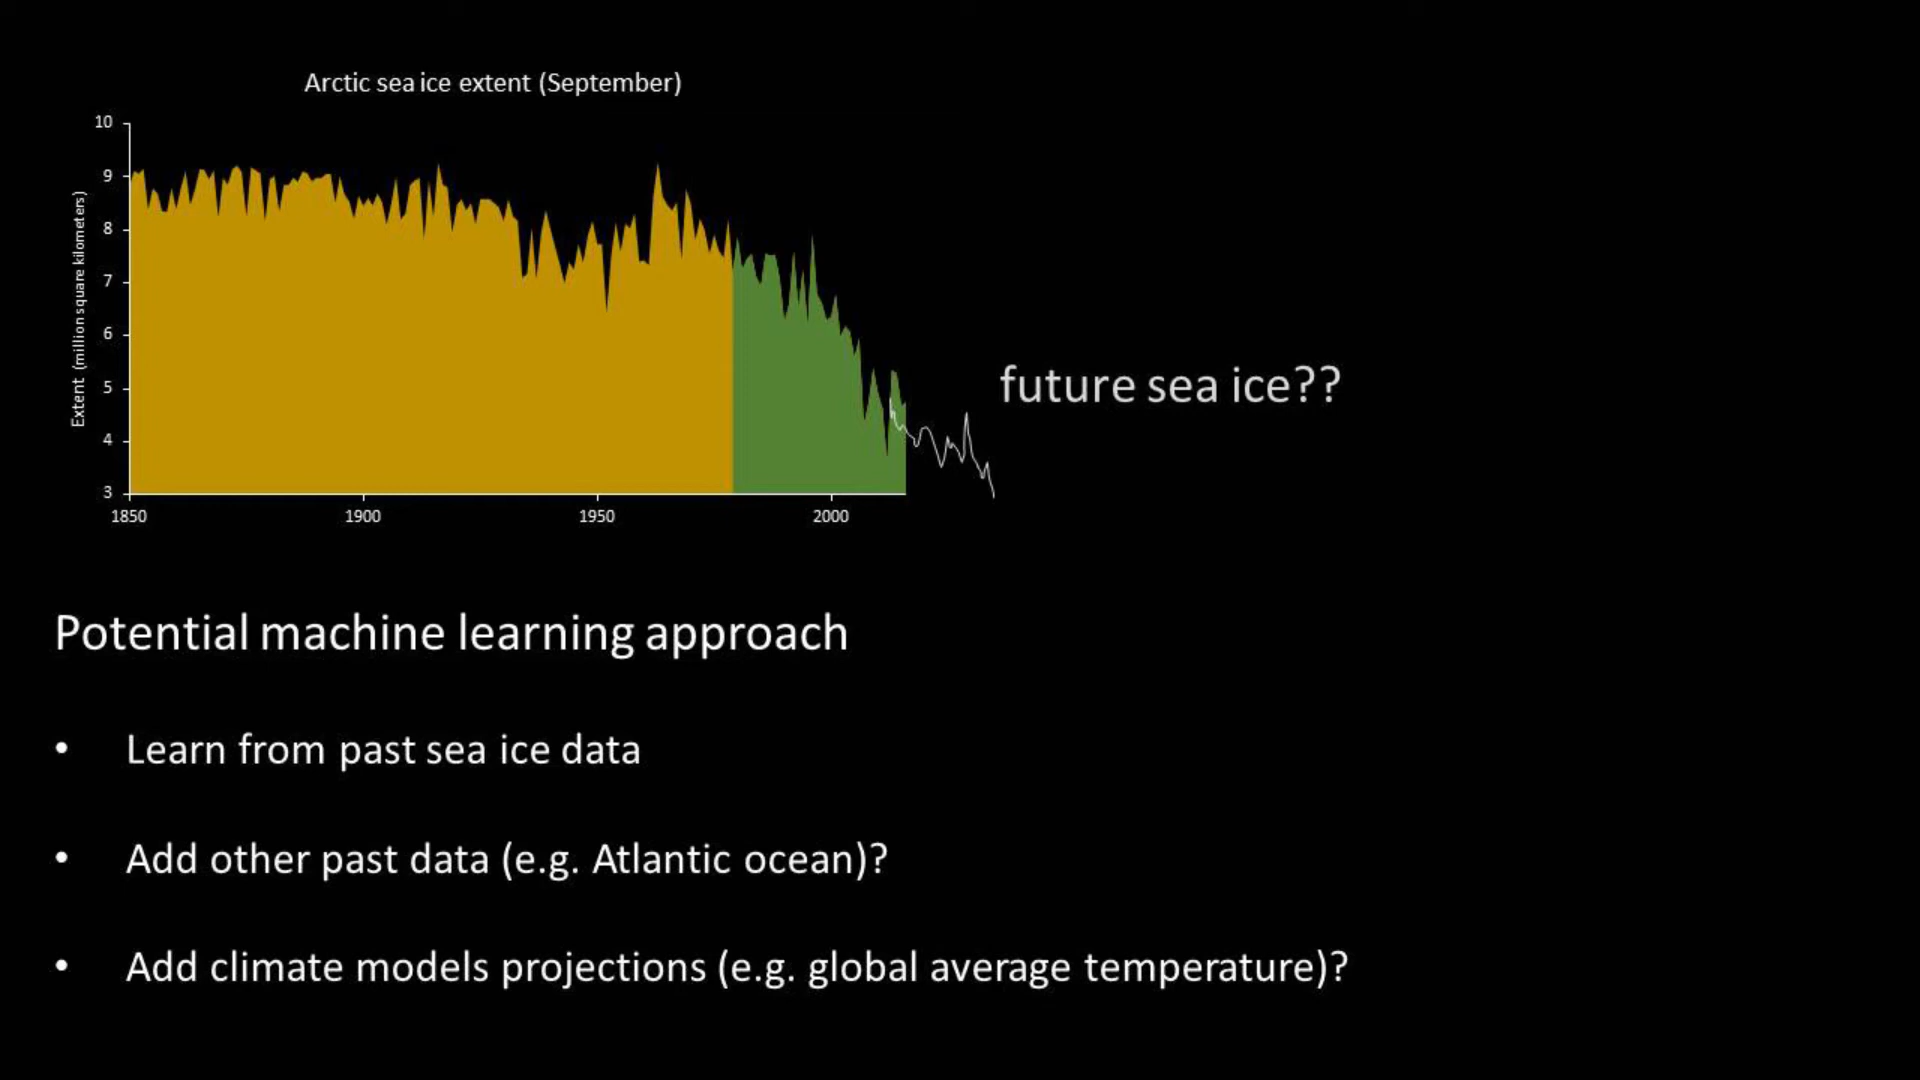 Arctic sea ice extent (September)
10
9
8
7
6
5
4
3
Extent (million square kilometers)
1850 1900 1950 2000
future sea ice??
Potential machine learning approach
• Learn from past sea ice data
• Add other past data (e.g. Atlantic ocean)?
• Add climate models projections (e.g. global average temperature)?